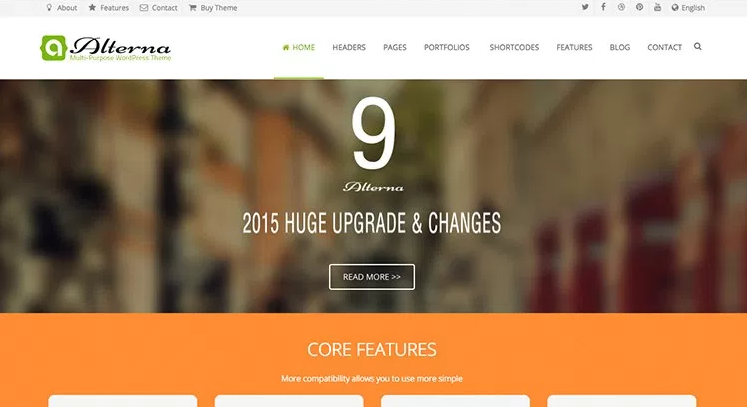 About Features Contact Buy Theme English
a Alterna
Multi-Purpose WordPress Theme
HOME HEADERS PAGES PORTFOLIOS SHORTCODES FEATURES BLOG CONTACT
9
Alterna
2015 HUGE UPGRADE & CHANGES
READ MORE >>
CORE FEATURES
More compatibility allows you to use more simple